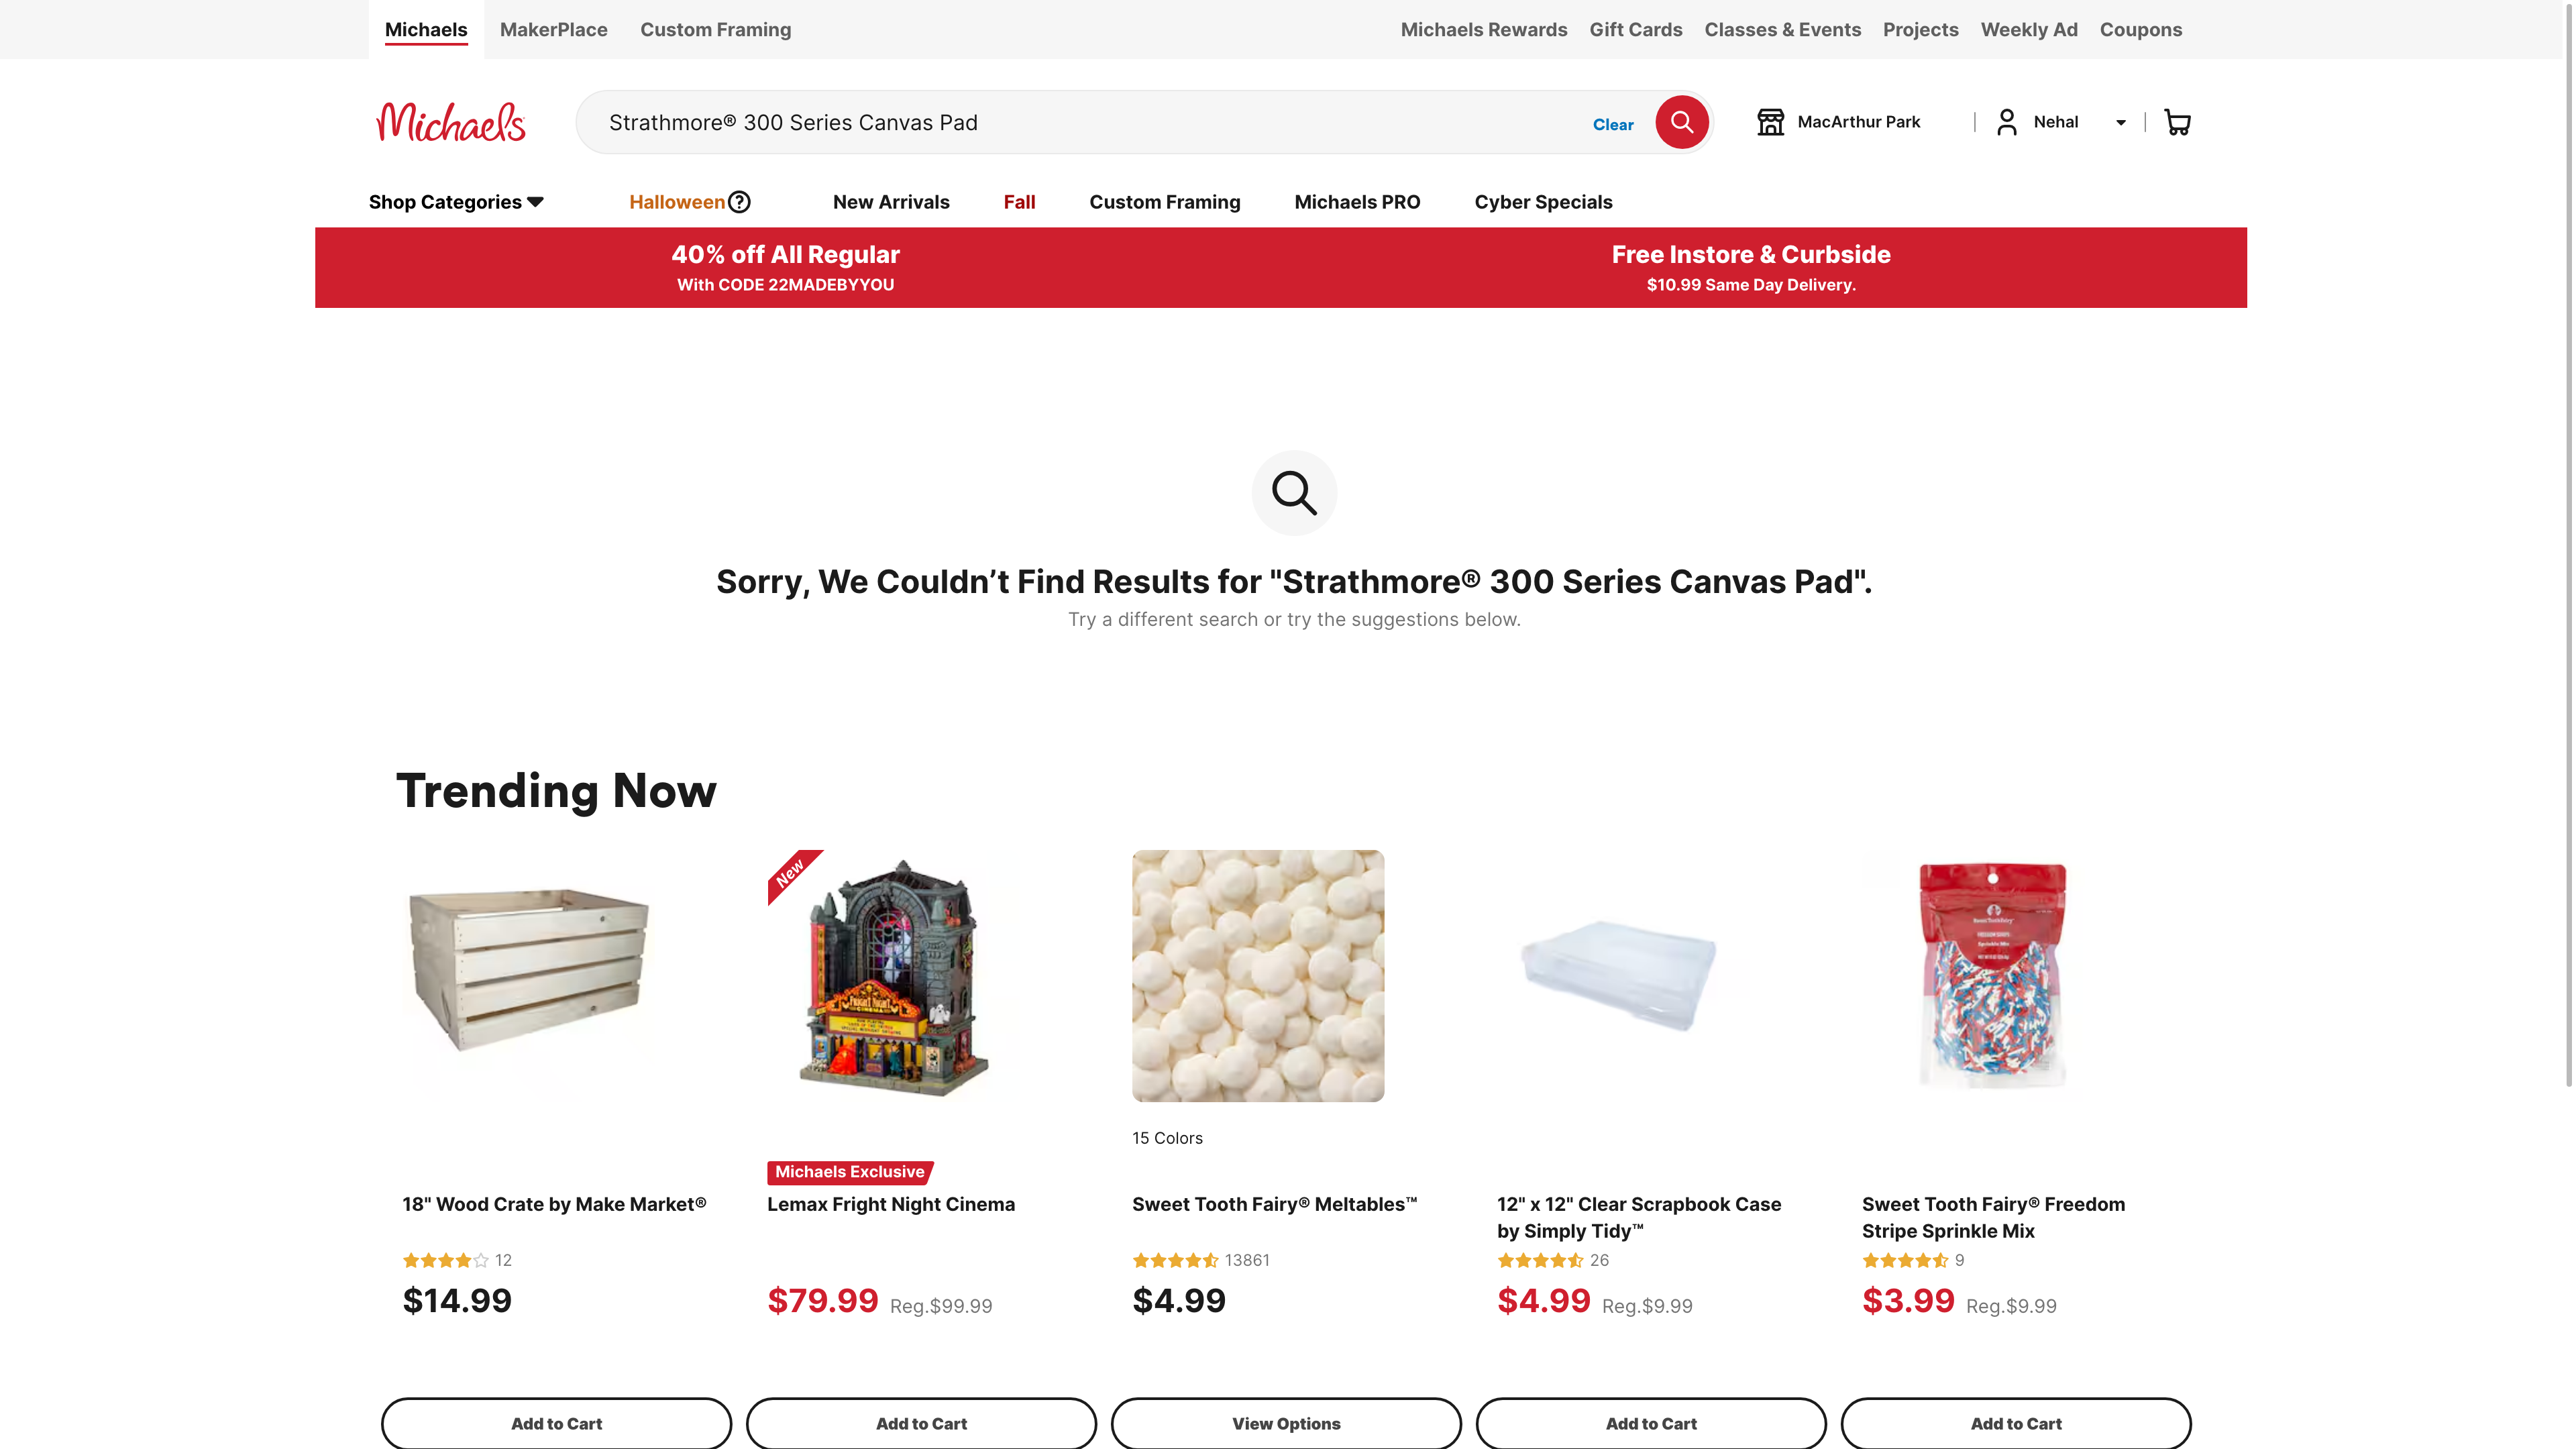 Michaels
MakerPlace
Custom Framing
Michaels Rewards
Gift Cards
Classes & Events
Projects
Weekly Ad
Coupons
Michaels
Strathmore® 300 Series Canvas Pad
Clear
MacArthur Park
Nehal
Shop Categories
Halloween
New Arrivals
Fall
Custom Framing
Michaels PRO
Cyber Specials
40% off All Regular
With CODE 22MADEBYYOU
Free Instore & Curbside
$10.99 Same Day Delivery.
Sorry, We Couldn’t Find Results for "Strathmore® 300 Series Canvas Pad".
Try a different search or try the suggestions below.
Trending Now
New
15 Colors
Michaels Exclusive
18" Wood Crate by Make Market®
12
$14.99
Lemax Fright Night Cinema
$79.99 Reg.$99.99
Sweet Tooth Fairy® Meltables™
13861
$4.99
12" x 12" Clear Scrapbook Case
by Simply Tidy™
26
$4.99 Reg.$9.99
Sweet Tooth Fairy® Freedom
Stripe Sprinkle Mix
9
$3.99 Reg.$9.99
Add to Cart
Add to Cart
View Options
Add to Cart
Add to Cart